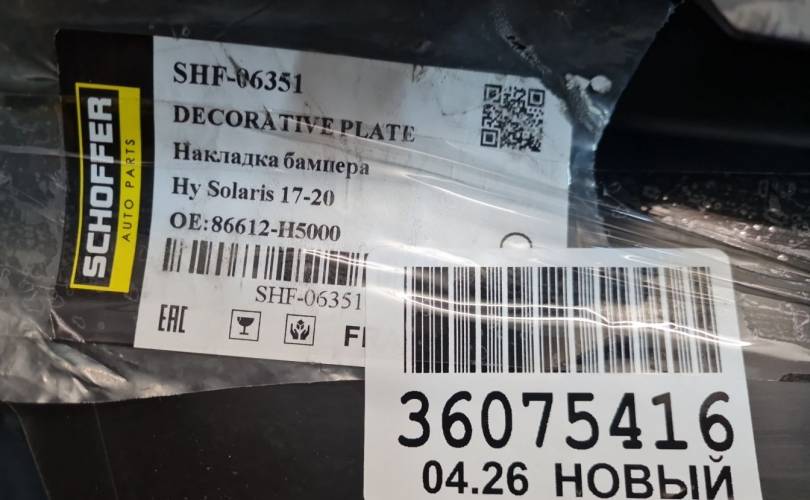 SCHOFFER
AUTO PARTS
SHF-06351
DECORATIVE PLATE
Накладка бампера
Hy Solaris 17-20
OE:86612-H5000
SHF-06351
EAC
36075416
04.26 НОВЫЙ